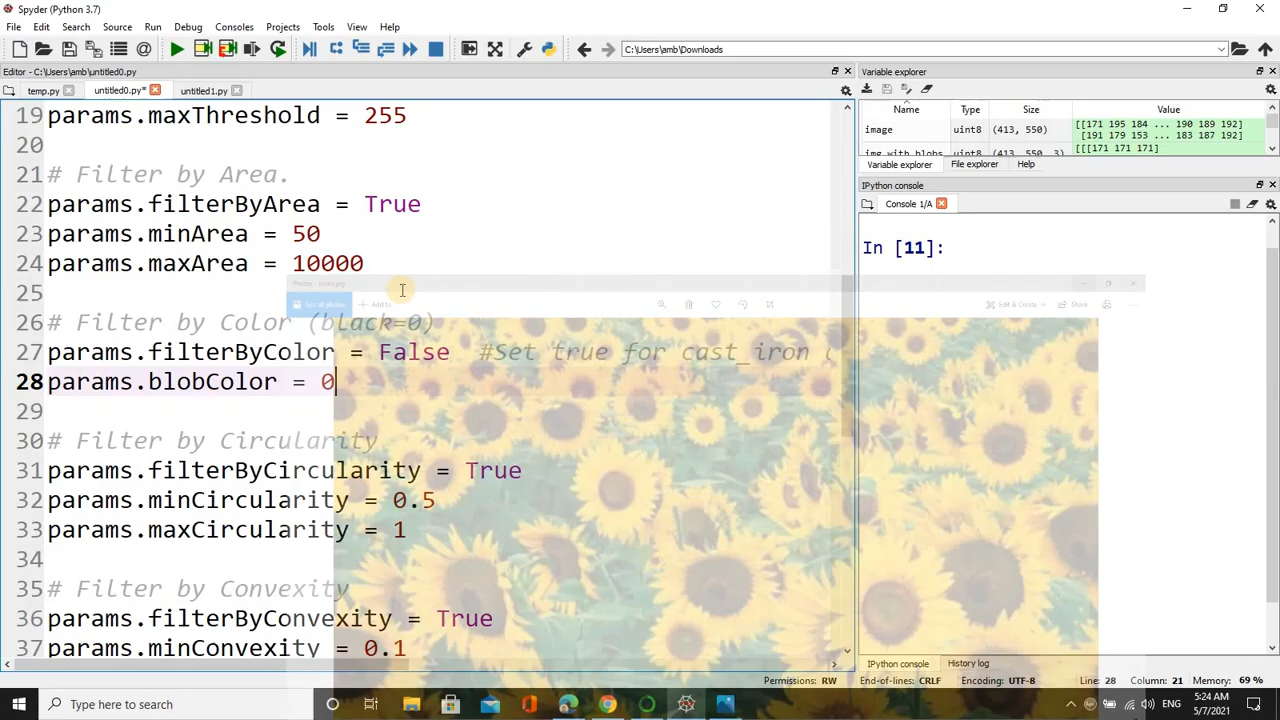 Spyder (Python 3.7)
File Edit Search Source Run Debug Consoles Projects Tools View Help
C:\Users\amb\Downloads
Editor - C:\Users\amb\untitled0.py
Variable explorer
temp.py untitled0.py* untitled1.py
Name Type Size Value
image uint8 (413, 550) [[171 195 184 ... 190 189 192]
[191 179 153 ... 183 187 192]
img_with_blobs uint8 (413, 550, 3) [[[171 171 171]
Variable explorer File explorer Help
IPython console
Console 1/A
In [11]:
19 params.maxThreshold = 255
20
21 # Filter by Area.
22 params.filterByArea = True
23 params.minArea = 50
24 params.maxArea = 10000
25
See all photos + Add to Edit & Create Share
26 # Filter by Color (black=0)
27 params.filterByColor = False #Set true for cast_iron
28 params.blobColor = 0
29
30 # Filter by Circularity
31 params.filterByCircularity = True
32 params.minCircularity = 0.5
33 params.maxCircularity = 1
34
35 # Filter by Convexity
36 params.filterByConvexity = True
37 params.minConvexity = 0.1
IPython console History log
Permissions: RW End-of-lines: CRLF Encoding: UTF-8 Line: 28 Column: 21 Memory: 69 %
Type here to search
ENG
5:24 AM
5/7/2021